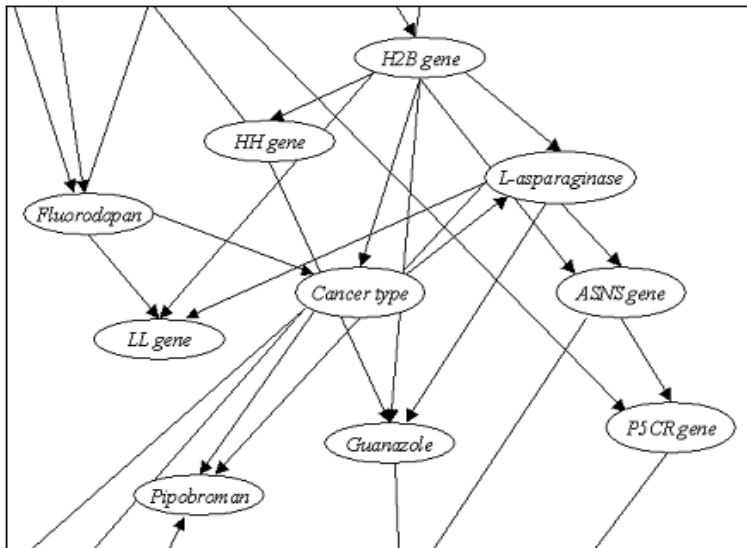 H2B gene
HH gene
L-asparaginase
Fluorodopan
Cancer type
ASNS gene
LL gene
P5CR gene
Guanazole
Pipobroman